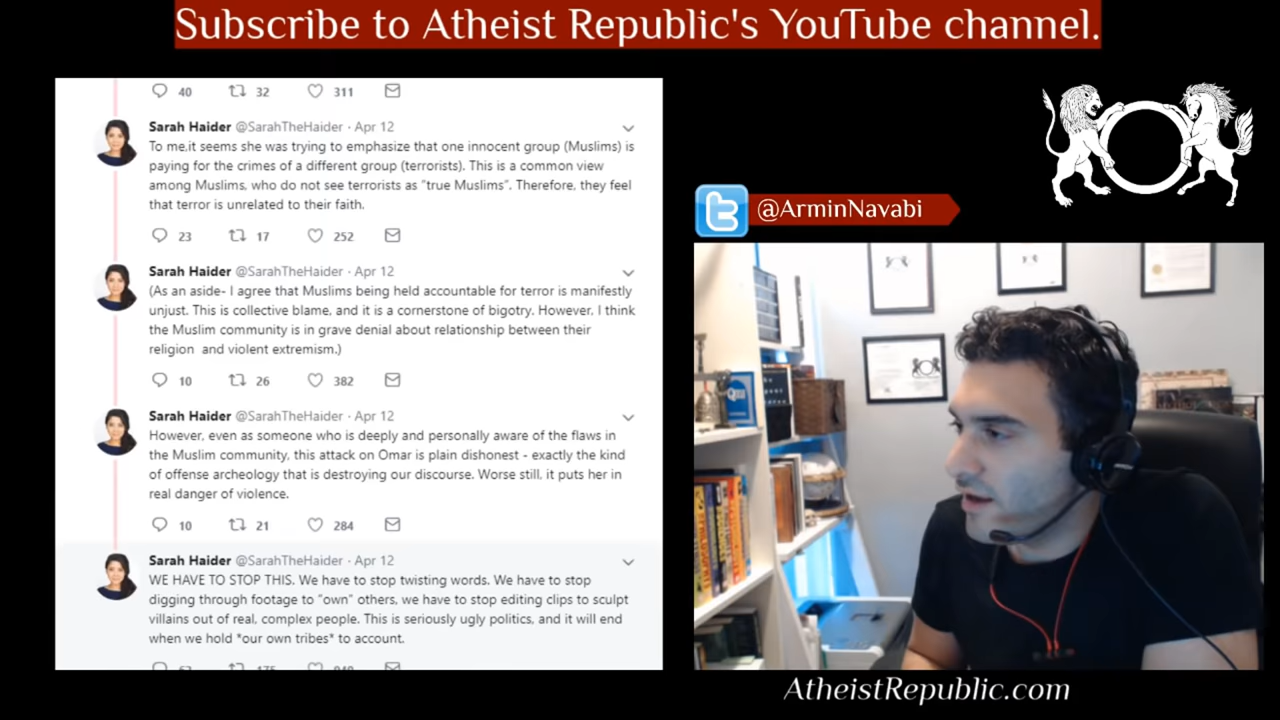 Subscribe to Atheist Republic's YouTube channel.
40 32 311
Sarah Haider @SarahTheHaider · Apr 12
To me,it seems she was trying to emphasize that one innocent group (Muslims) is
paying for the crimes of a different group (terrorists). This is a common view
among Muslims, who do not see terrorists as "true Muslims". Therefore, they feel
that terror is unrelated to their faith.
23 17 252
Sarah Haider @SarahTheHaider · Apr 12
(As an aside- I agree that Muslims being held accountable for terror is manifestly
unjust. This is collective blame, and it is a cornerstone of bigotry. However, I think
the Muslim community is in grave denial about relationship between their
religion and violent extremism.)
10 26 382
Sarah Haider @SarahTheHaider · Apr 12
However, even as someone who is deeply and personally aware of the flaws in
the Muslim community, this attack on Omar is plain dishonest - exactly the kind
of offense archeology that is destroying our discourse. Worse still, it puts her in
real danger of violence.
10 21 284
Sarah Haider @SarahTheHaider · Apr 12
WE HAVE TO STOP THIS. We have to stop twisting words. We have to stop
digging through footage to "own" others, we have to stop editing clips to sculpt
villains out of real, complex people. This is seriously ugly politics, and it will end
when we hold *our own tribes* to account.
@ArminNavabi
AtheistRepublic.com